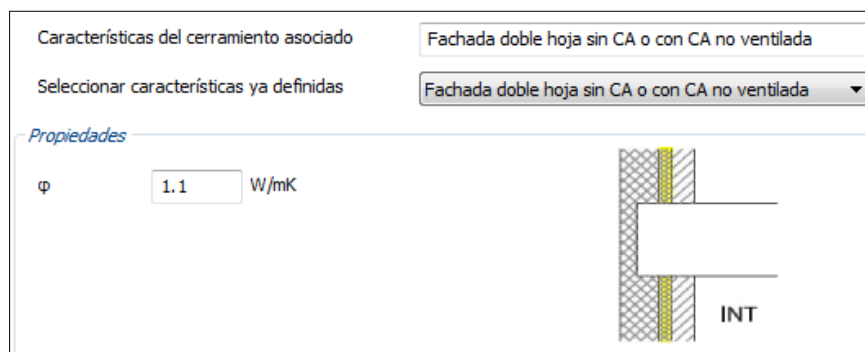 Características del cerramiento asociado Fachada doble hoja sin CA o con CA no ventilada
Seleccionar características ya definidas Fachada doble hoja sin CA o con CA no ventilada
Propiedades
φ 1.1 W/mK
INT